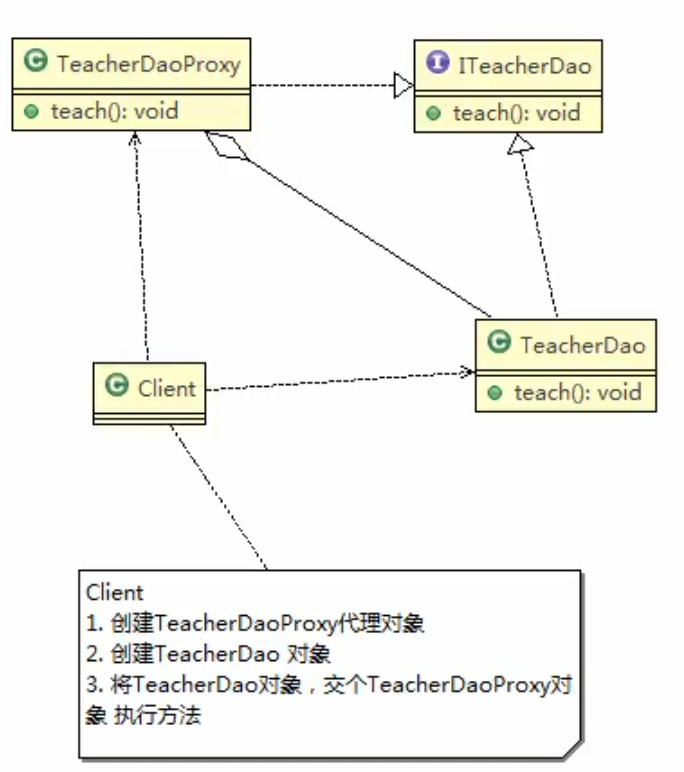 TeacherDaoProxy
teach(): void
ITeacherDao
teach(): void
TeacherDao
teach(): void
Client
Client
1. 创建TeacherDaoProxy代理对象
2. 创建TeacherDao 对象
3. 将TeacherDao对象，交个TeacherDaoProxy对
象 执行方法